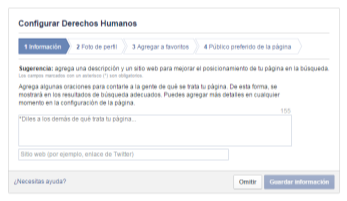 Configurar Derechos Humanos
1 Información 2 Foto de perfil 3 Agregar a favoritos 4 Público preferido de la página
Sugerencia: agrega una descripción y un sitio web para mejorar el posicionamiento de tu página en la búsqueda.
Los campos marcados con un asterisco (*) son obligatorios.
Agrega algunas oraciones para contarle a la gente de qué se trata tu página. De esta forma, se
mostrará en los resultados de búsqueda adecuados. Puedes agregar más detalles en cualquier
momento en la configuración de la página.
155
*Diles a los demás de qué trata tu página...
Sitio web (por ejemplo, enlace de Twitter)
¿Necesitas ayuda? Omitir Guardar información